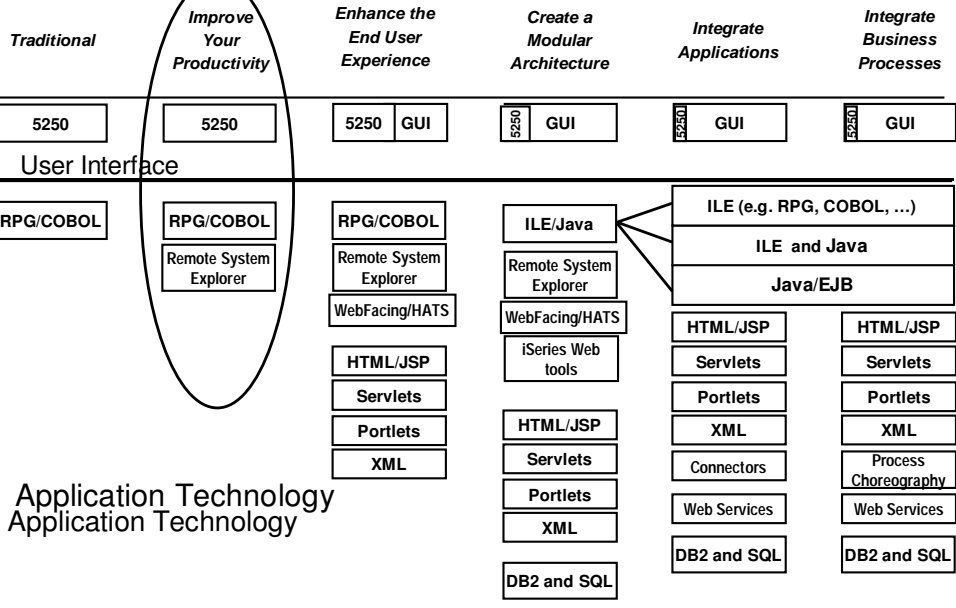 Traditional
Improve
Your
Productivity
Enhance the
End User
Experience
Create a
Modular
Architecture
Integrate
Applications
Integrate
Business
Processes
5250
5250
5250 GUI
5250 GUI
5250 GUI
5250 GUI
User Interface
RPG/COBOL
RPG/COBOL
Remote System
Explorer
RPG/COBOL
Remote System
Explorer
WebFacing/HATS
HTML/JSP
Servlets
Portlets
XML
ILE/Java
Remote System
Explorer
WebFacing/HATS
iSeries Web
tools
HTML/JSP
Servlets
Portlets
XML
DB2 and SQL
ILE (e.g. RPG, COBOL, …)
ILE and Java
Java/EJB
HTML/JSP
Servlets
Portlets
XML
Connectors
Web Services
DB2 and SQL
HTML/JSP
Servlets
Portlets
XML
Process
Choreography
Web Services
DB2 and SQL
Application Technology
Application Technology